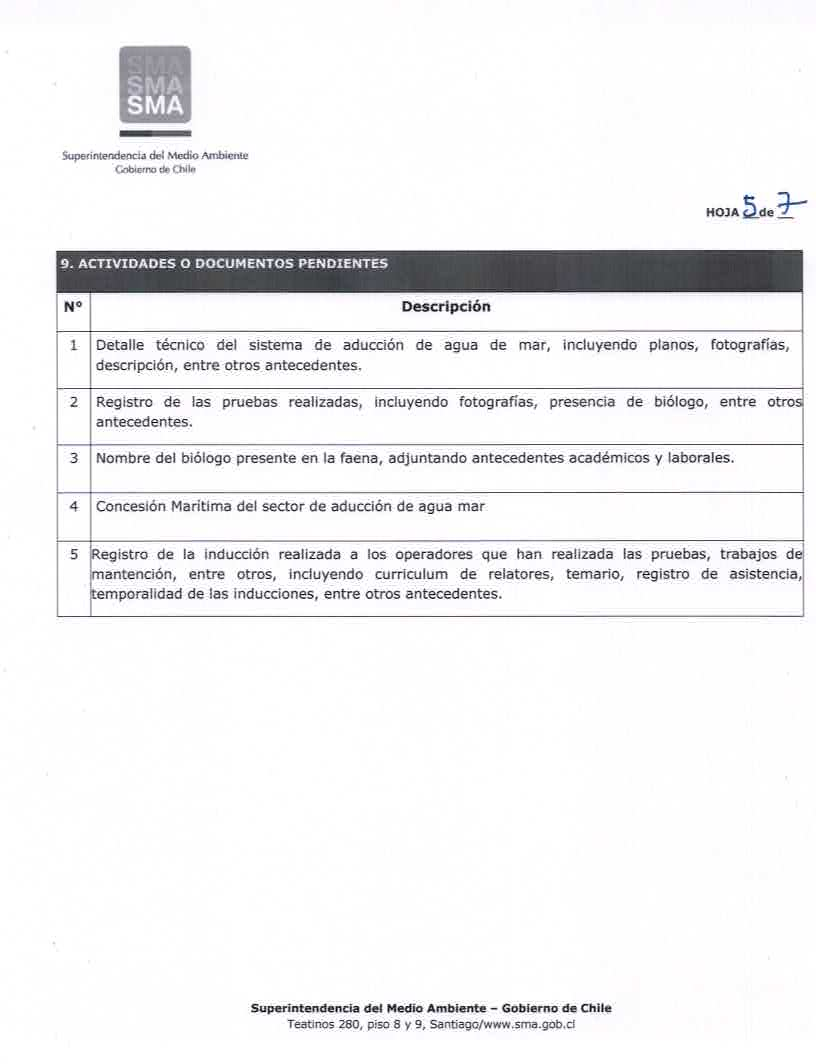 SMA
SMA
SMA
Superintendencia del Medio Ambiente
Gobierno de Chile
HOJA 5 de 7
9. ACTIVIDADES O DOCUMENTOS PENDIENTES
Nº Descripción
1 Detalle técnico del sistema de aducción de agua de mar, incluyendo planos, fotografías,
descripción, entre otros antecedentes.
2 Registro de las pruebas realizadas, incluyendo fotografías, presencia de biólogo, entre otros
antecedentes.
3 Nombre del biólogo presente en la faena, adjuntando antecedentes académicos y laborales.
4 Concesión Marítima del sector de aducción de agua mar
5 Registro de la inducción realizada a los operadores que han realizada las pruebas, trabajos de
mantención, entre otros, incluyendo curriculum de relatores, temario, registro de asistencia,
temporalidad de las inducciones, entre otros antecedentes.
Superintendencia del Medio Ambiente – Gobierno de Chile
Teatinos 280, piso 8 y 9, Santiago/www.sma.gob.cl